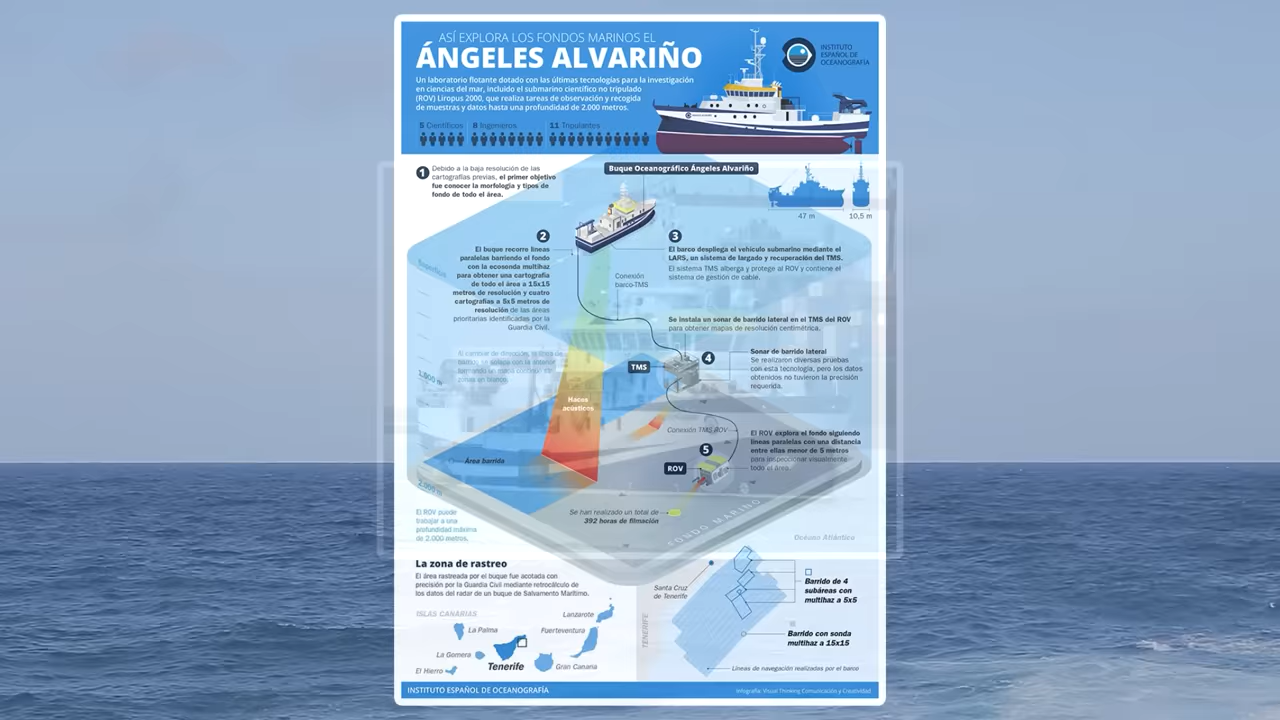 ASÍ EXPLORA LOS FONDOS MARINOS EL
ÁNGELES ALVARIÑO
Un laboratorio flotante dotado con las últimas tecnologías para la investigación
en ciencias del mar, incluido el submarino científico no tripulado
(ROV) Liropus 2000, que realiza tareas de observación y recogida
de muestras y datos hasta una profundidad de 2.000 metros.
5 Científicos
8 Ingenieros
11 Tripulantes
INSTITUTO
ESPAÑOL DE
OCEANOGRAFÍA
1
Debido a la baja resolución de las
cartografías previas, el primer objetivo
fue conocer la morfología y tipos de
fondo de todo el área.
Buque Oceanográfico Ángeles Alvariño
47 m
10,5 m
2
El buque recorre líneas
paralelas barriendo el fondo
con la ecosonda multihaz
para obtener una cartografía
de todo el área a 15x15
metros de resolución y cuatro
cartografías a 5x5 metros de
resolución de las áreas
prioritarias identificadas por la
Guardia Civil.
3
El barco despliega el vehículo submarino mediante el
LARS, un sistema de largado y recuperación del TMS.
El sistema TMS alberga y protege al ROV y contiene el
sistema de gestión de cable.
Conexión
barco-TMS
Se instala un sonar de barrido lateral en el TMS del ROV
para obtener mapas de resolución centimétrica.
Al cambiar de dirección, la línea de
TMS
4
Sonar de barrido lateral
Se realizaron diversas pruebas
con esta tecnología, pero los datos
obtenidos no tuvieron la precisión
requerida.
Haces
acústicos
Conexión TMS-ROV
El ROV explora el fondo siguiendo
líneas paralelas con una distancia
entre ellas menor de 5 metros
para inspeccionar visualmente
todo el área.
5
ROV
Área barrida
2.000 m
El ROV puede
trabajar a una
profundidad máxima
de 2.000 metros.
Se han realizado un total de
392 horas de filmación
FONDO MARINO
Océano Atlántico
La zona de rastreo
El área rastreada por el buque fue acotada con
precisión por la Guardia Civil mediante retrocálculo de
los datos del radar de un buque de Salvamento Marítimo.
ISLAS CANARIAS
La Palma
La Gomera
El Hierro
Tenerife
Lanzarote
Fuerteventura
Gran Canaria
Santa Cruz
de Tenerife
TENERIFE
Barrido de 4
subáreas con
multihaz a 5x5
Barrido con sonda
multihaz a 15x15
Líneas de navegación realizadas por el barco
INSTITUTO ESPAÑOL DE OCEANOGRAFÍA
Infografía: Visual Thinking Comunicación y Creatividad